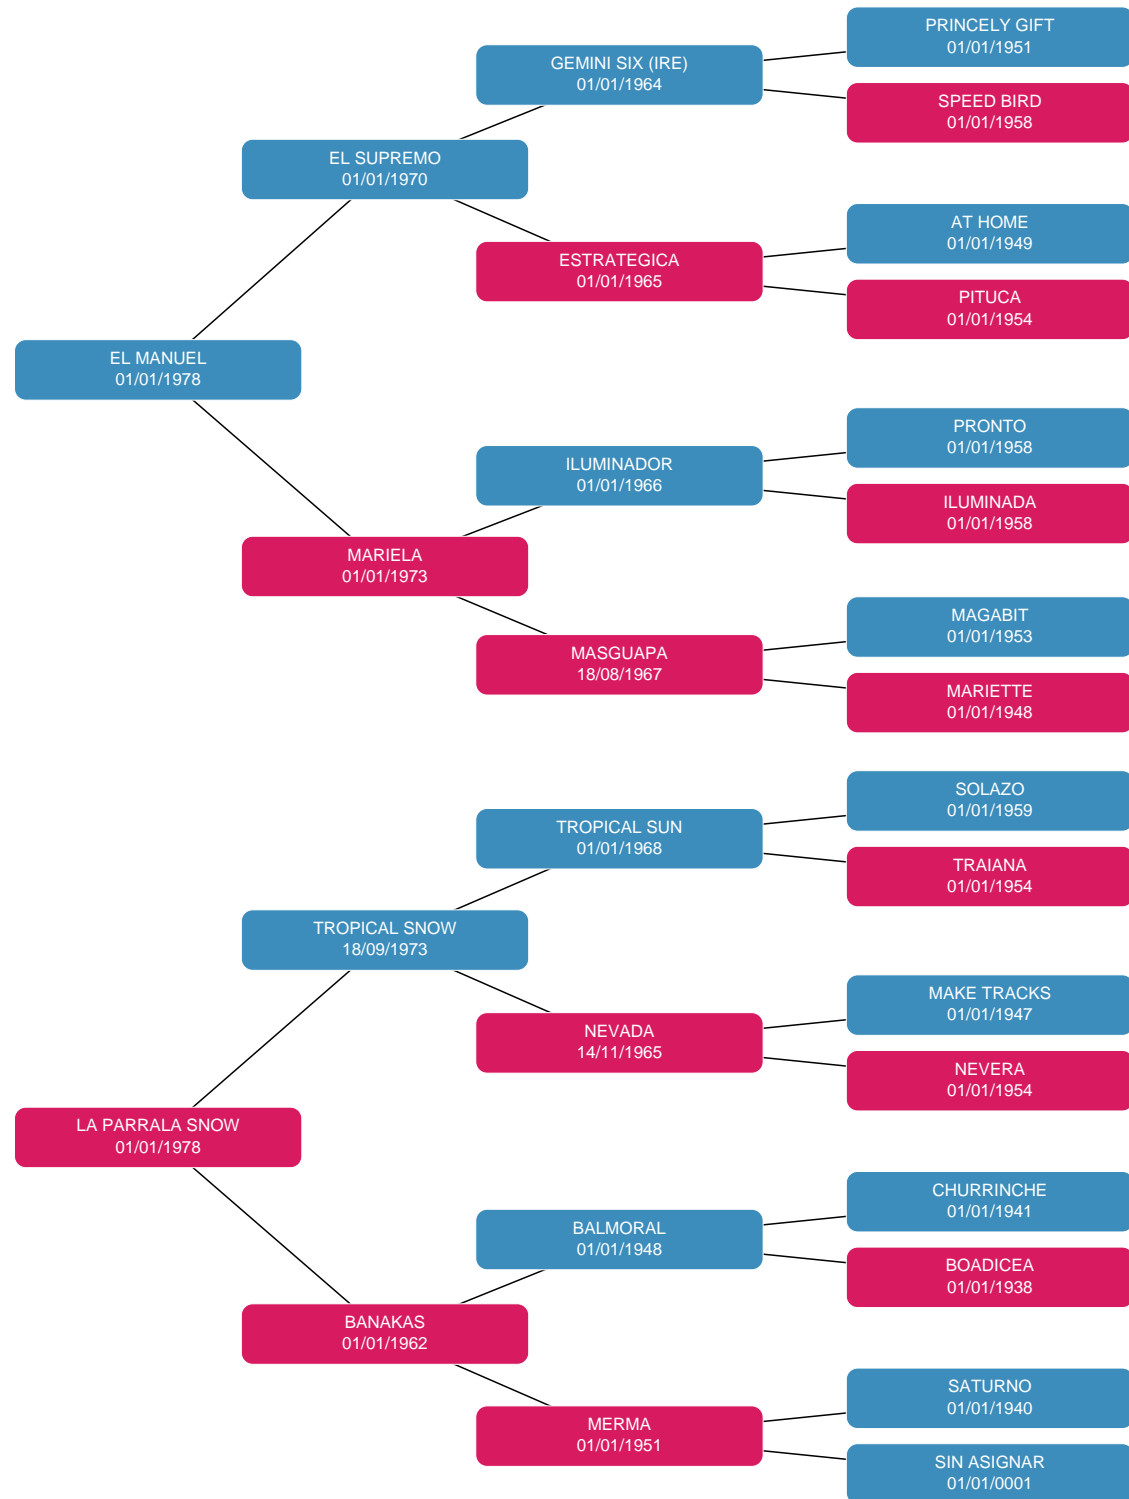 PRINCELY GIFT
01/01/1951
GEMINI SIX (IRE)
01/01/1964
SPEED BIRD
01/01/1958
EL SUPREMO
01/01/1970
AT HOME
01/01/1949
ESTRATEGICA
01/01/1965
PITUCA
01/01/1954
EL MANUEL
01/01/1978
PRONTO
01/01/1958
ILUMINADOR
01/01/1966
ILUMINADA
01/01/1958
MARIELA
01/01/1973
MAGABIT
01/01/1953
MASGUAPA
18/08/1967
MARIETTE
01/01/1948
SOLAZO
01/01/1959
TROPICAL SUN
01/01/1968
TRAIANA
01/01/1954
TROPICAL SNOW
18/09/1973
MAKE TRACKS
01/01/1947
NEVADA
14/11/1965
NEVERA
01/01/1954
LA PARRALA SNOW
01/01/1978
CHURRINCHE
01/01/1941
BALMORAL
01/01/1948
BOADICEA
01/01/1938
BANAKAS
01/01/1962
SATURNO
01/01/1940
MERMA
01/01/1951
SIN ASIGNAR
01/01/0001